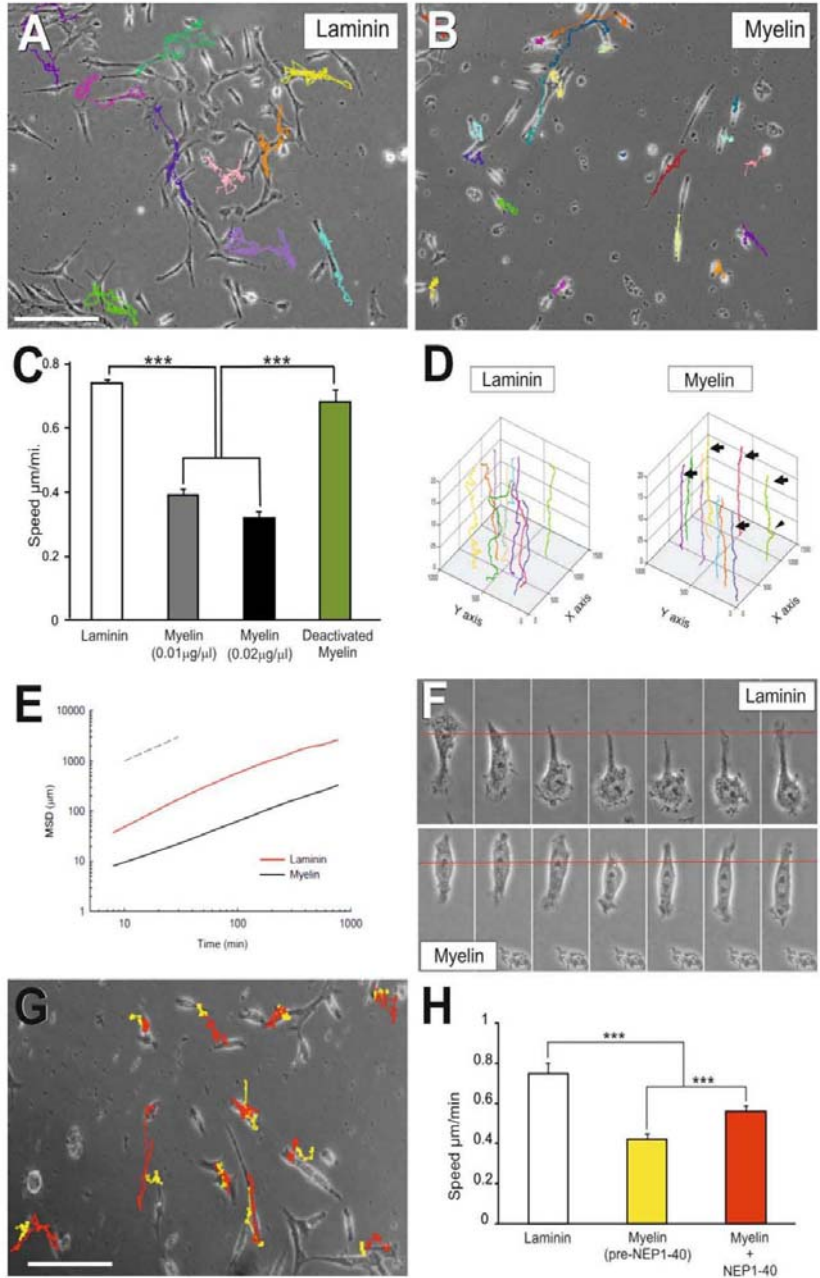 A
Laminin
B
Myelin
C
Speed µm/mi.
0.8
0.6
0.4
0.2
0
***
***
Laminin
Myelin
(0.01µg/µl)
Myelin
(0.02µg/µl)
Deactivated
Myelin
D
Laminin
Myelin
Y axis
X axis
Y axis
X axis
E
MSD (µm)
10000
1000
100
10
1
Laminin
Myelin
10
100
1000
Time (min)
F
Laminin
Myelin
G
H
Speed µm/min
1
0.8
0.6
0.4
0.2
0
***
***
Laminin
Myelin
(pre-NEP1-40)
Myelin
+
NEP1-40